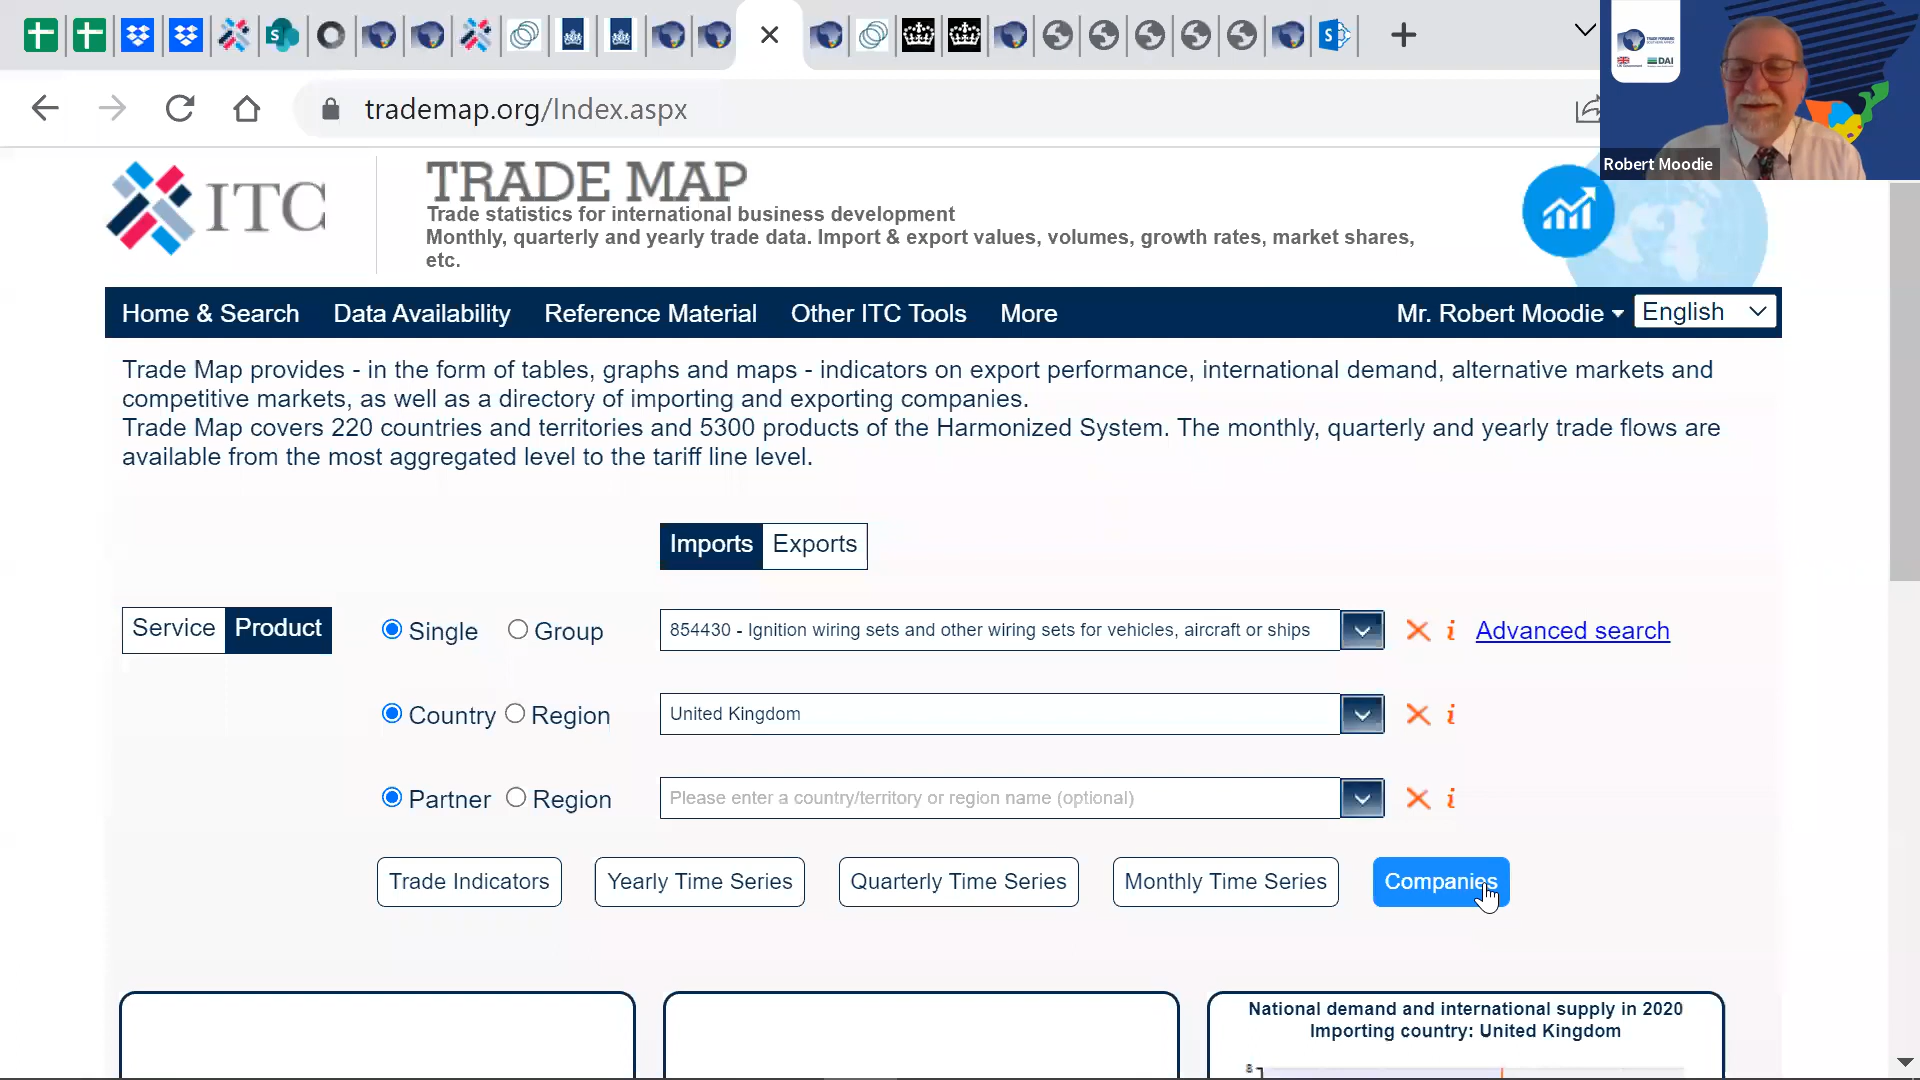 trademap.org/Index.aspx
TRADE FORWARD
DAI
Robert Moodie
ITC
TRADE MAP
Trade statistics for international business development
Monthly, quarterly and yearly trade data. Import & export values, volumes, growth rates, market shares,
etc.
Home & Search Data Availability Reference Material Other ITC Tools More Mr. Robert Moodie English
Trade Map provides - in the form of tables, graphs and maps - indicators on export performance, international demand, alternative markets and
competitive markets, as well as a directory of importing and exporting companies.
Trade Map covers 220 countries and territories and 5300 products of the Harmonized System. The monthly, quarterly and yearly trade flows are
available from the most aggregated level to the tariff line level.
Imports Exports
Service Product Single Group 854430 - Ignition wiring sets and other wiring sets for vehicles, aircraft or ships i Advanced search
Country Region United Kingdom i
Partner Region Please enter a country/territory or region name (optional) i
Trade Indicators Yearly Time Series Quarterly Time Series Monthly Time Series Companies
National demand and international supply in 2020
Importing country: United Kingdom
8